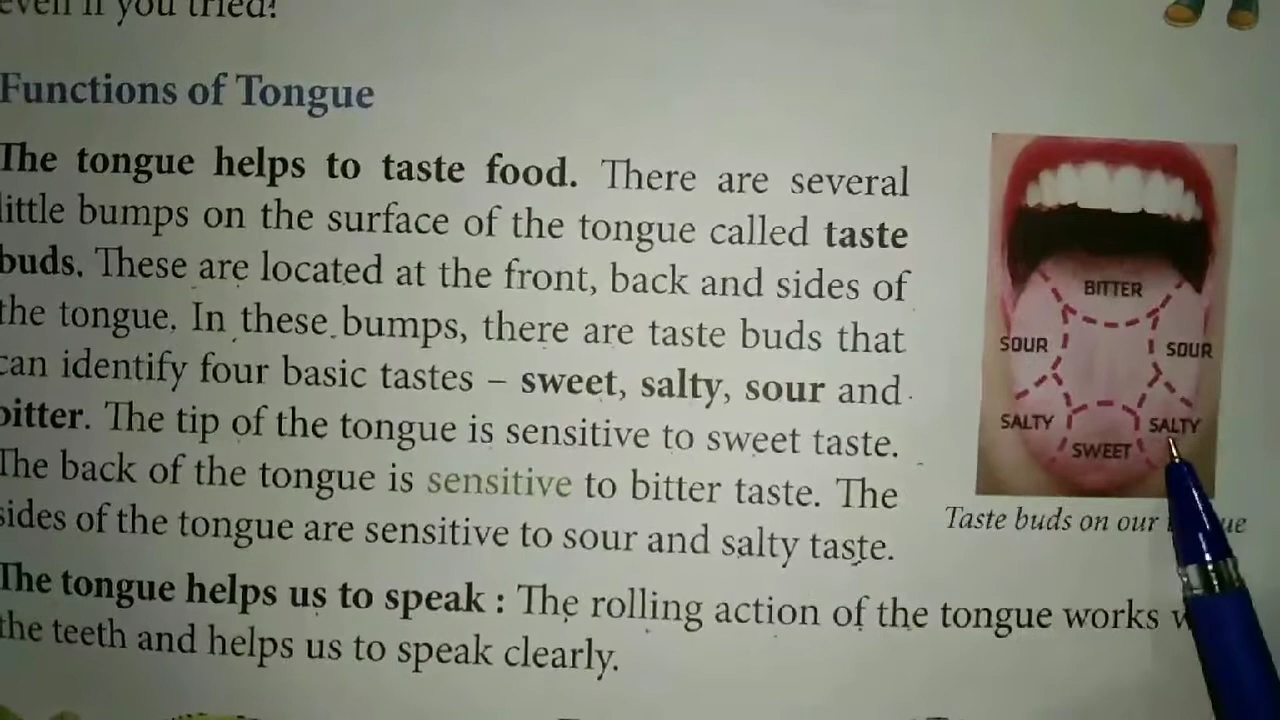 even if you tried!
Functions of Tongue
The tongue helps to taste food. There are several
little bumps on the surface of the tongue called taste
buds. These are located at the front, back and sides of
the tongue. In these bumps, there are taste buds that
can identify four basic tastes – sweet, salty, sour and
bitter. The tip of the tongue is sensitive to sweet taste.
The back of the tongue is sensitive to bitter taste. The
sides of the tongue are sensitive to sour and salty taste.
BITTER
SOUR SOUR
SALTY SALTY
SWEET
Taste buds on our
The tongue helps us to speak : The rolling action of the tongue works
the teeth and helps us to speak clearly.